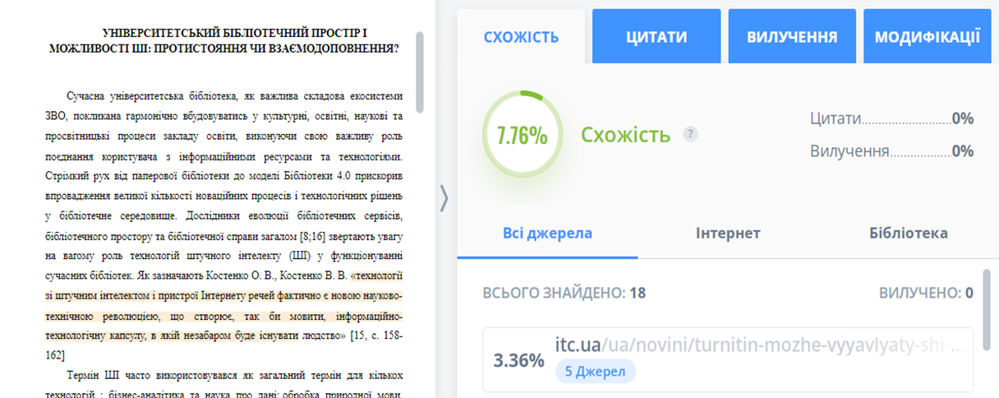 УНІВЕРСИТЕТСЬКИЙ БІБЛІОТЕЧНИЙ ПРОСТІР І
МОЖЛИВОСТІ ШІ: ПРОТИСТОЯННЯ ЧИ ВЗАЄМОДОПОВНЕННЯ?
Сучасна університетська бібліотека, як важлива складова екосистеми
ЗВО, покликана гармонічно вбудовуватись у культурні, освітні, наукові та
просвітницькі процеси закладу освіти, виконуючи свою важливу роль
поєднання користувача з інформаційними ресурсами та технологіями.
Стрімкий рух від паперової бібліотеки до моделі Бібліотеки 4.0 прискорив
впровадження великої кількості новаційних процесів і технологічних рішень
у бібліотечне середовище. Дослідники еволюції бібліотечних сервісів,
бібліотечного простору та бібліотечної справи загалом [8;16] звертають увагу
на вагому роль технологій штучного інтелекту (ШІ) у функціонуванні
сучасних бібліотек. Як зазначають Костенко О. В., Костенко В. В. «технології
зі штучним інтелектом і пристрої Інтернету речей фактично є новою науково-
технічною революцією, що створює, так би мовити, інформаційно-
технологічну капсулу, в якій незабаром буде існувати людство» [15, с. 158-
162]
Термін ШІ часто використовувався як загальний термін для кількох
технологій : бізнес-аналітика та наука про дані; обробка природної мови,
СХОЖІСТЬ
ЦИТАТИ
ВИЛУЧЕННЯ
МОДИФІКАЦІЇ
7.76%
Схожість ?
Цитати......................0%
Вилучення..................0%
Всі джерела
Інтернет
Бібліотека
ВСЬОГО ЗНАЙДЕНО: 18
ВИЛУЧЕНО: 0
3.36%
itc.ua/ua/novini/turnitin-mozhe-vyyavlyaty-shi-...
5 Джерел